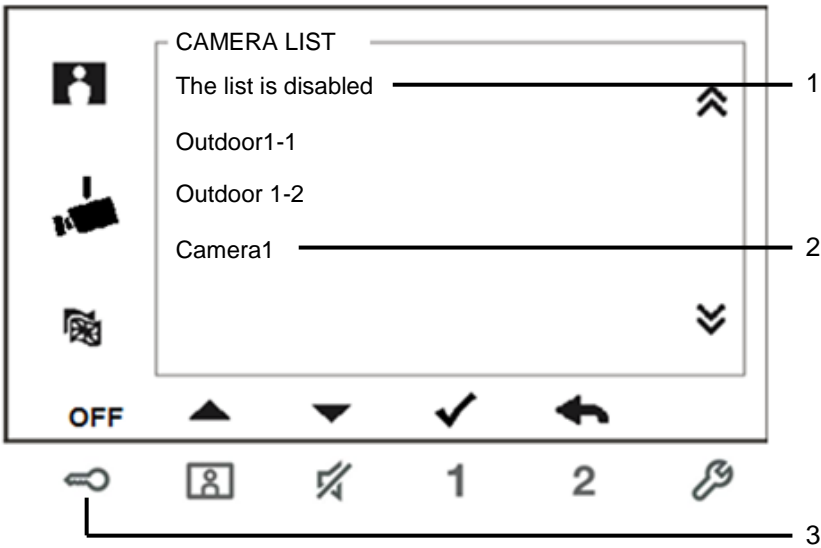 CAMERA LIST
The list is disabled
1
Outdoor1-1
Outdoor 1-2
Camera1
2
OFF
1
2
3